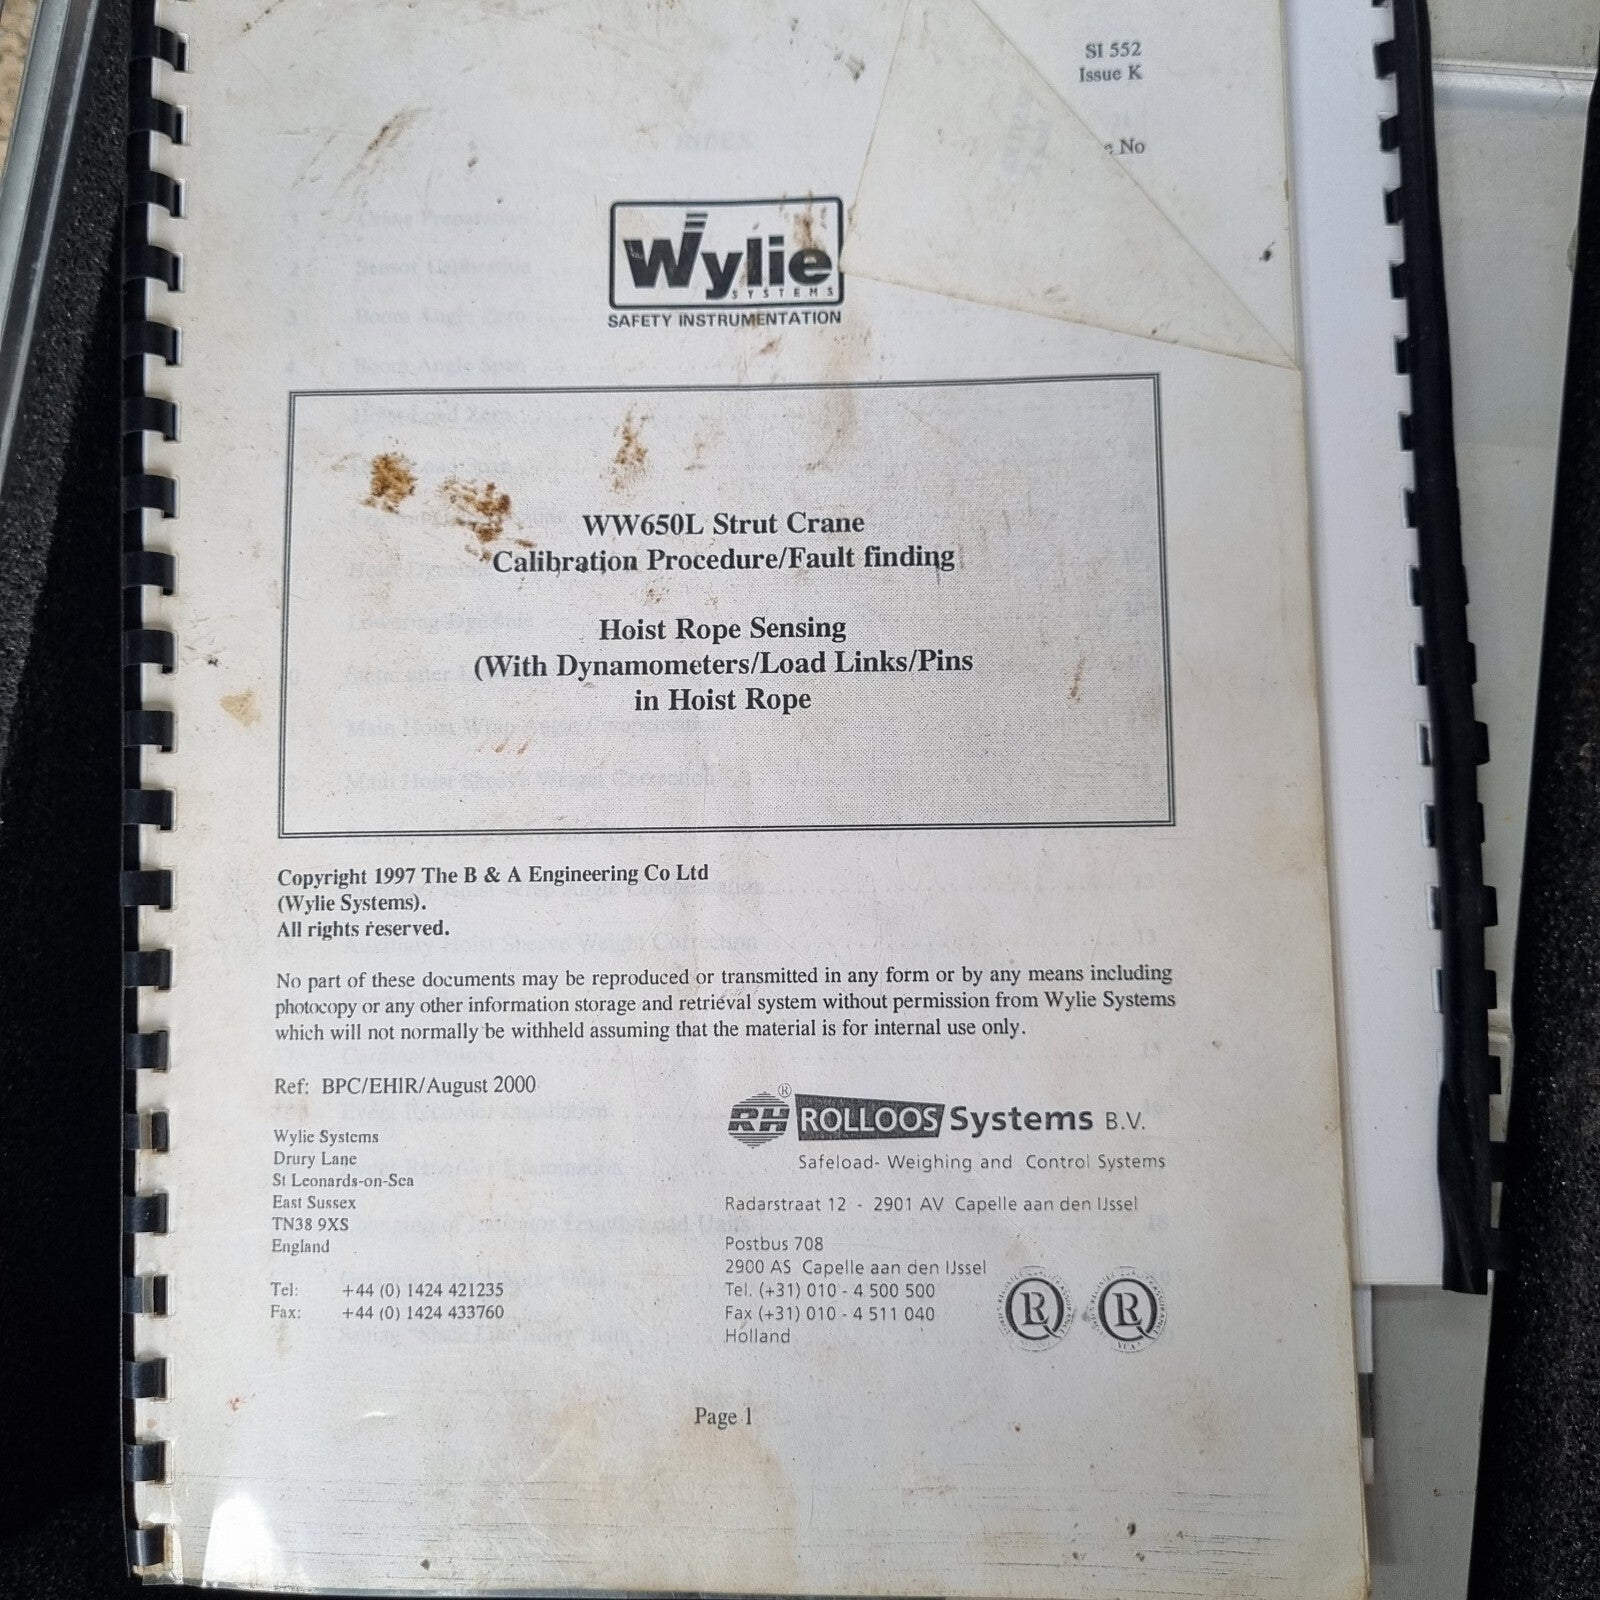 SI 552
Issue K
No
INDEX
Wylie
SYSTEMS
SAFETY INSTRUMENTATION
WW650L Strut Crane
Calibration Procedure/Fault finding
Hoist Rope Sensing
(With Dynamometers/Load Links/Pins
in Hoist Rope
Copyright 1997 The B & A Engineering Co Ltd
(Wylie Systems).
All rights reserved.
No part of these documents may be reproduced or transmitted in any form or by any means including
photocopy or any other information storage and retrieval system without permission from Wylie Systems
which will not normally be withheld assuming that the material is for internal use only.
Ref: BPC/EHIR/August 2000
Wylie Systems
Drury Lane
St Leonards-on-Sea
East Sussex
TN38 9XS
England
Tel: +44 (0) 1424 421235
Fax: +44 (0) 1424 433760
RH® ROLLOOS Systems B.V.
Safeload- Weighing and Control Systems
Radarstraat 12 - 2901 AV Capelle aan den IJssel
Postbus 708
2900 AS Capelle aan den IJssel
Tel. (+31) 010 - 4 500 500
Fax (+31) 010 - 4 511 040
Holland
Page 1